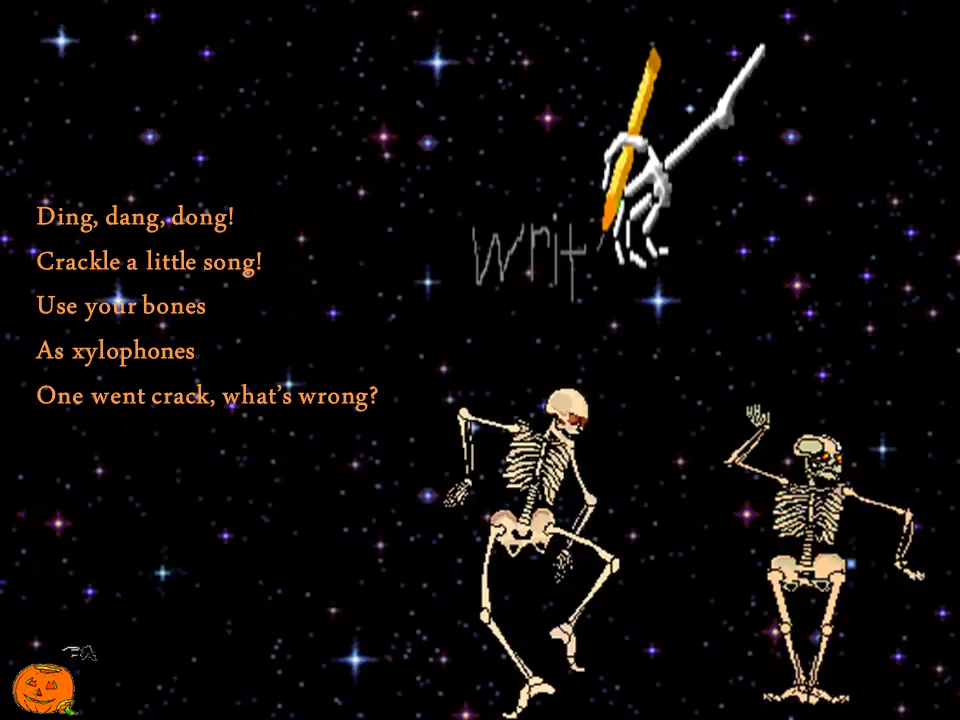 Ding, dang, dong!
Crackle a little song!
writ
Use your bones
As xylophones
One went crack, what's wrong?